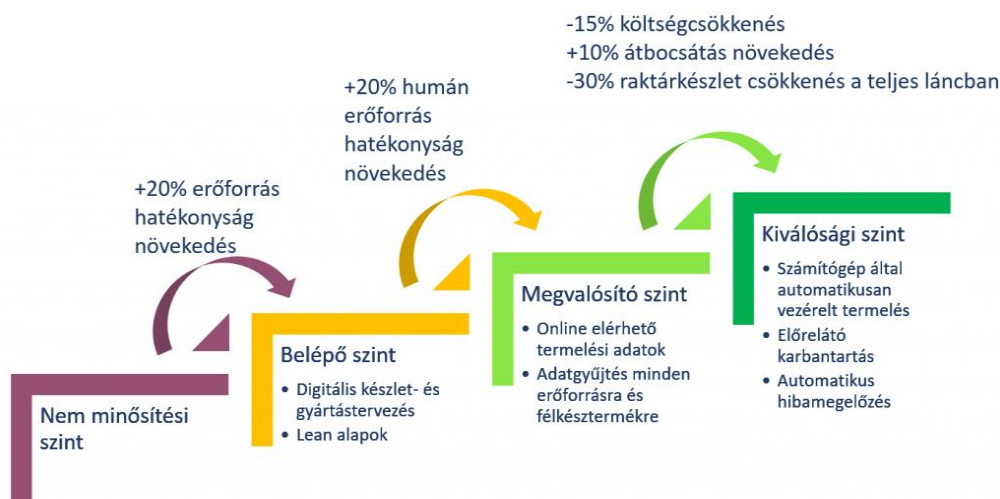 -15% költségcsökkenés
+10% átbocsátás növekedés
-30% raktárkészlet csökkenés a teljes láncban
+20% humán
erőforrás
hatékonyság
növekedés
+20% erőforrás
hatékonyság
növekedés
Nem minősítési
szint
Belépő szint
• Digitális készlet- és
gyártástervezés
• Lean alapok
Megvalósító szint
• Online elérhető
termelési adatok
• Adatgyűjtés minden
erőforrásra és
félkésztermékre
Kiválósági szint
• Számítógép által
automatikusan
vezérelt termelés
• Előrelátó
karbantartás
• Automatikus
hibamegelőzés